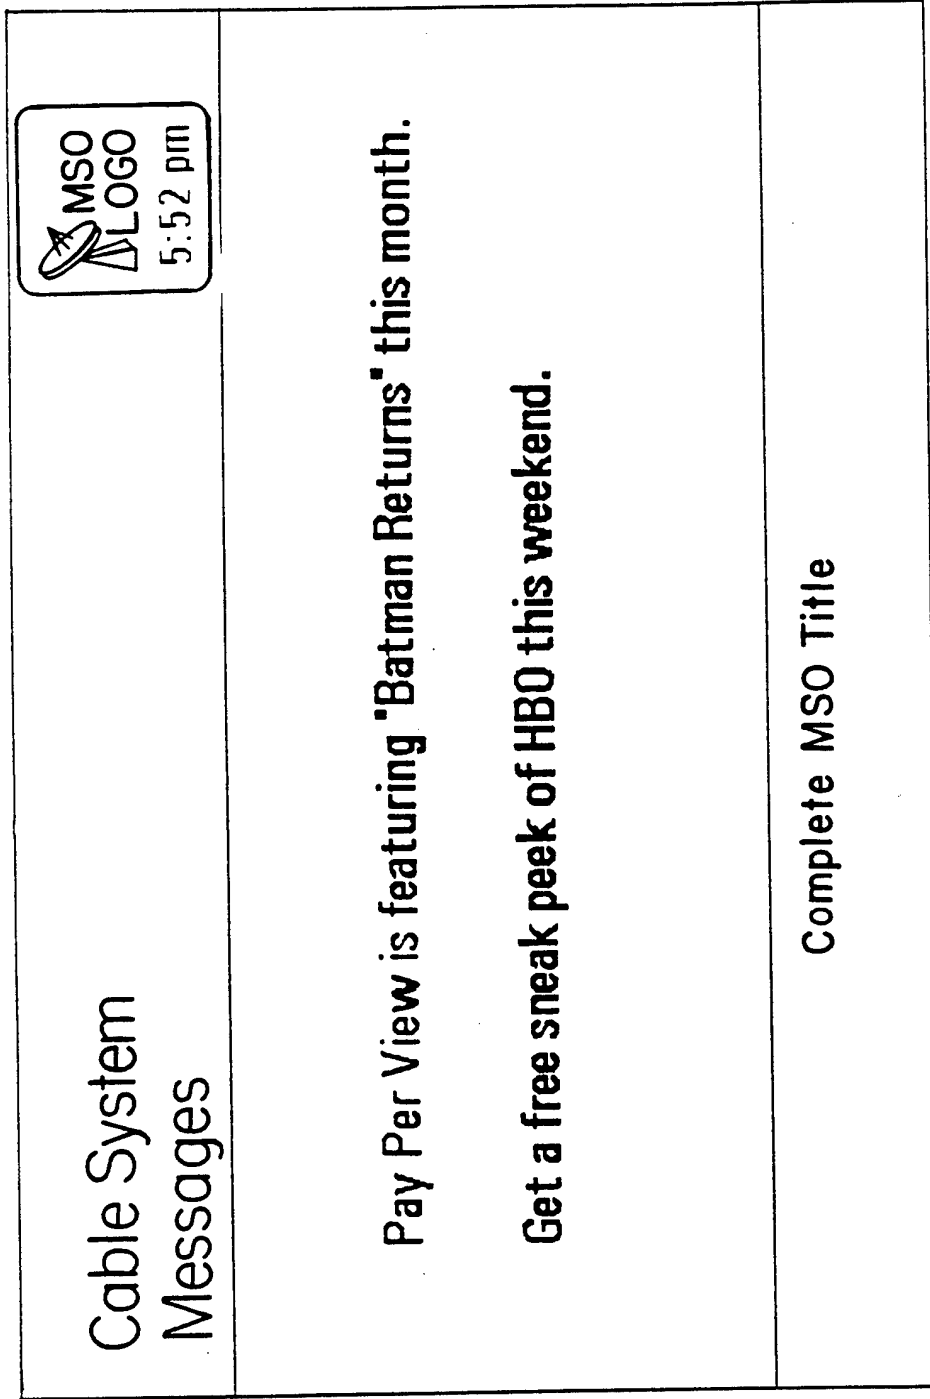 Cable System
Messages
MSO
LOGO
5:52 pm
Pay Per View is featuring "Batman Returns" this month.
Get a free sneak peek of HBO this weekend.
Complete MSO Title